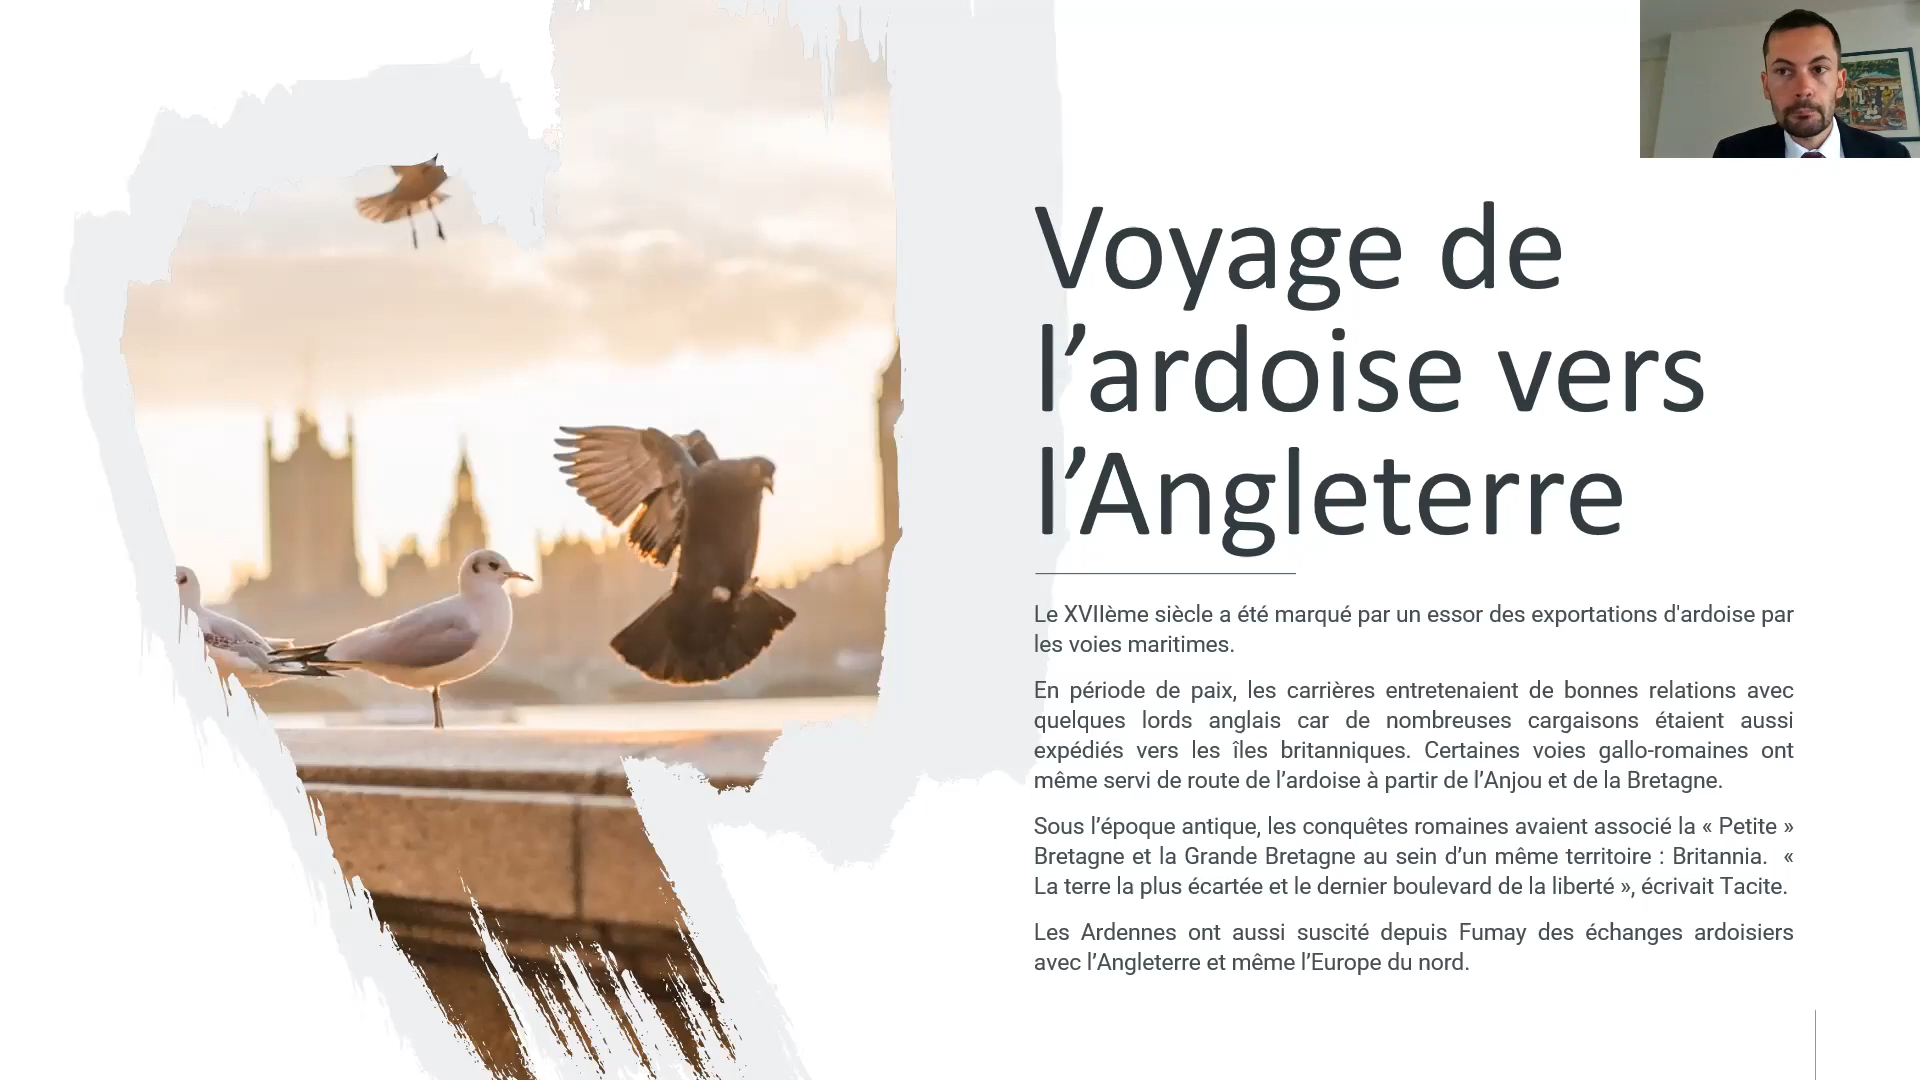 Voyage de
l’ardoise vers
l’Angleterre
Le XVIIème siècle a été marqué par un essor des exportations d'ardoise par
les voies maritimes.
En période de paix, les carrières entretenaient de bonnes relations avec
quelques lords anglais car de nombreuses cargaisons étaient aussi
expédiés vers les îles britanniques. Certaines voies gallo-romaines ont
même servi de route de l’ardoise à partir de l’Anjou et de la Bretagne.
Sous l’époque antique, les conquêtes romaines avaient associé la « Petite »
Bretagne et la Grande Bretagne au sein d’un même territoire : Britannia. «
La terre la plus écartée et le dernier boulevard de la liberté », écrivait Tacite.
Les Ardennes ont aussi suscité depuis Fumay des échanges ardoisiers
avec l’Angleterre et même l’Europe du nord.